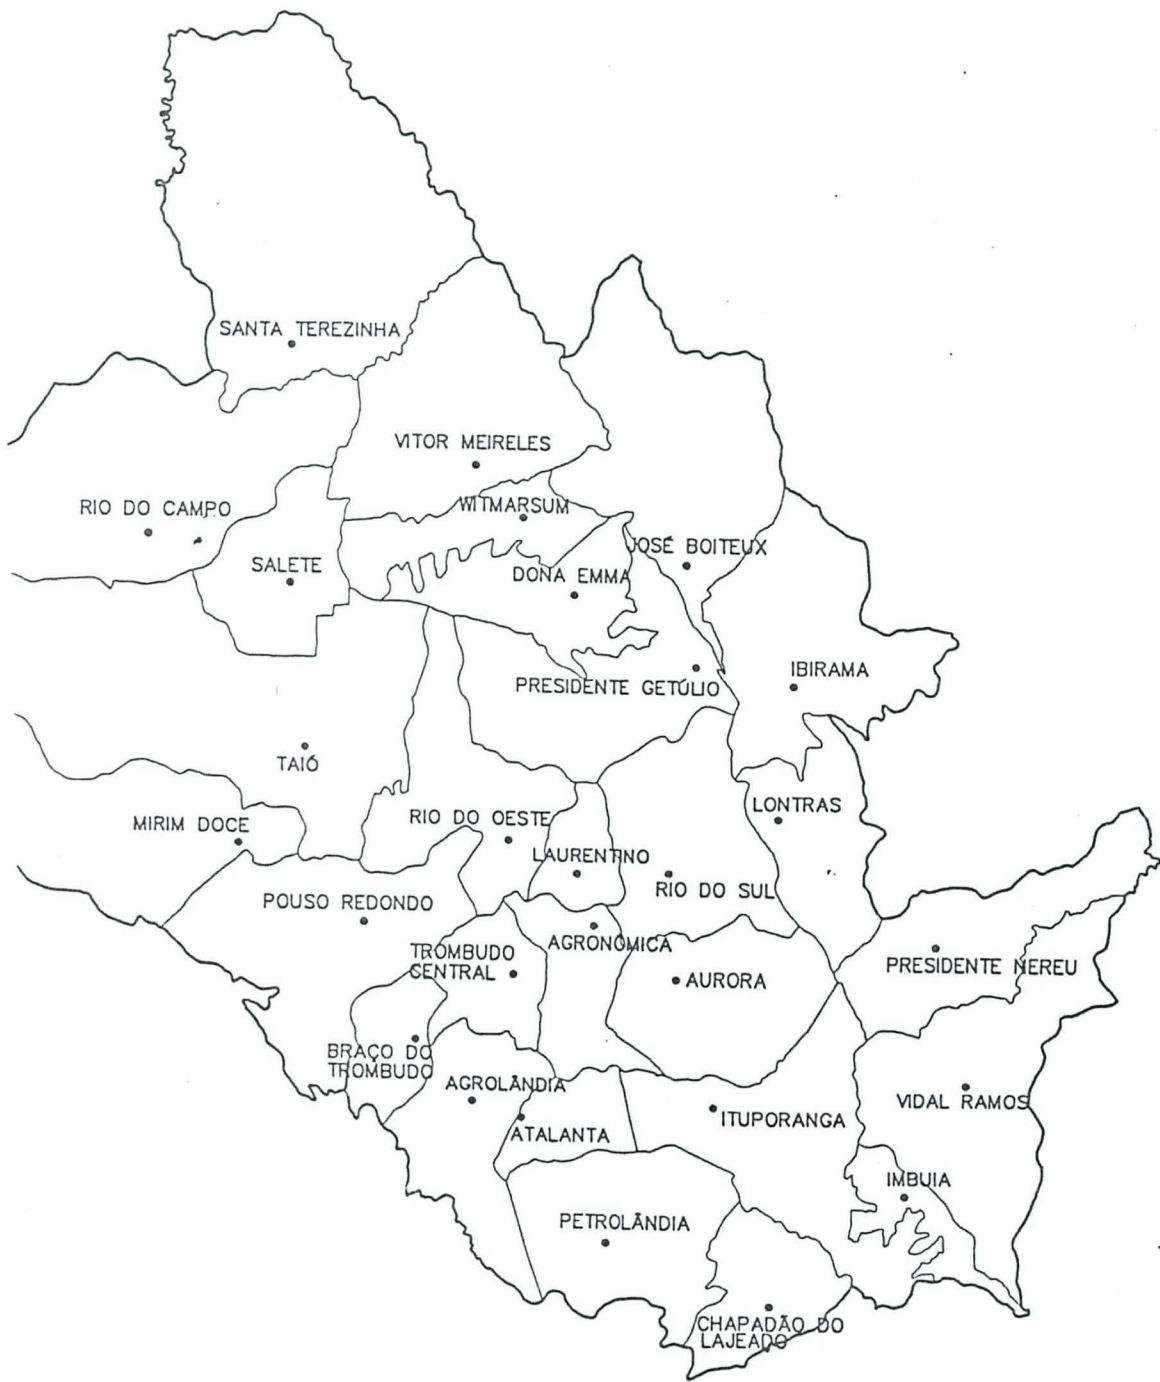 SANTA TEREZINHA
VITOR MEIRELES
RIO DO CAMPO
WITMARSUM
JOSÉ BOITEUX
SALETE
DONA EMMA
IBIRAMA
PRESIDENTE GETÚLIO
TAIÓ
LONTRAS
MIRIM DOCE
RIO DO OESTE
LAURENTINO
RIO DO SUL
POUSO REDONDO
AGRONÔMICA
TROMBUDO
CENTRAL
PRESIDENTE NEREU
AURORA
BRAÇO DO
TROMBUDO
AGROLÂNDIA
VIDAL RAMOS
ITUPORANGA
ATALANTA
IMBUIA
PETROLÂNDIA
CHAPADÃO DO
LAJEADO